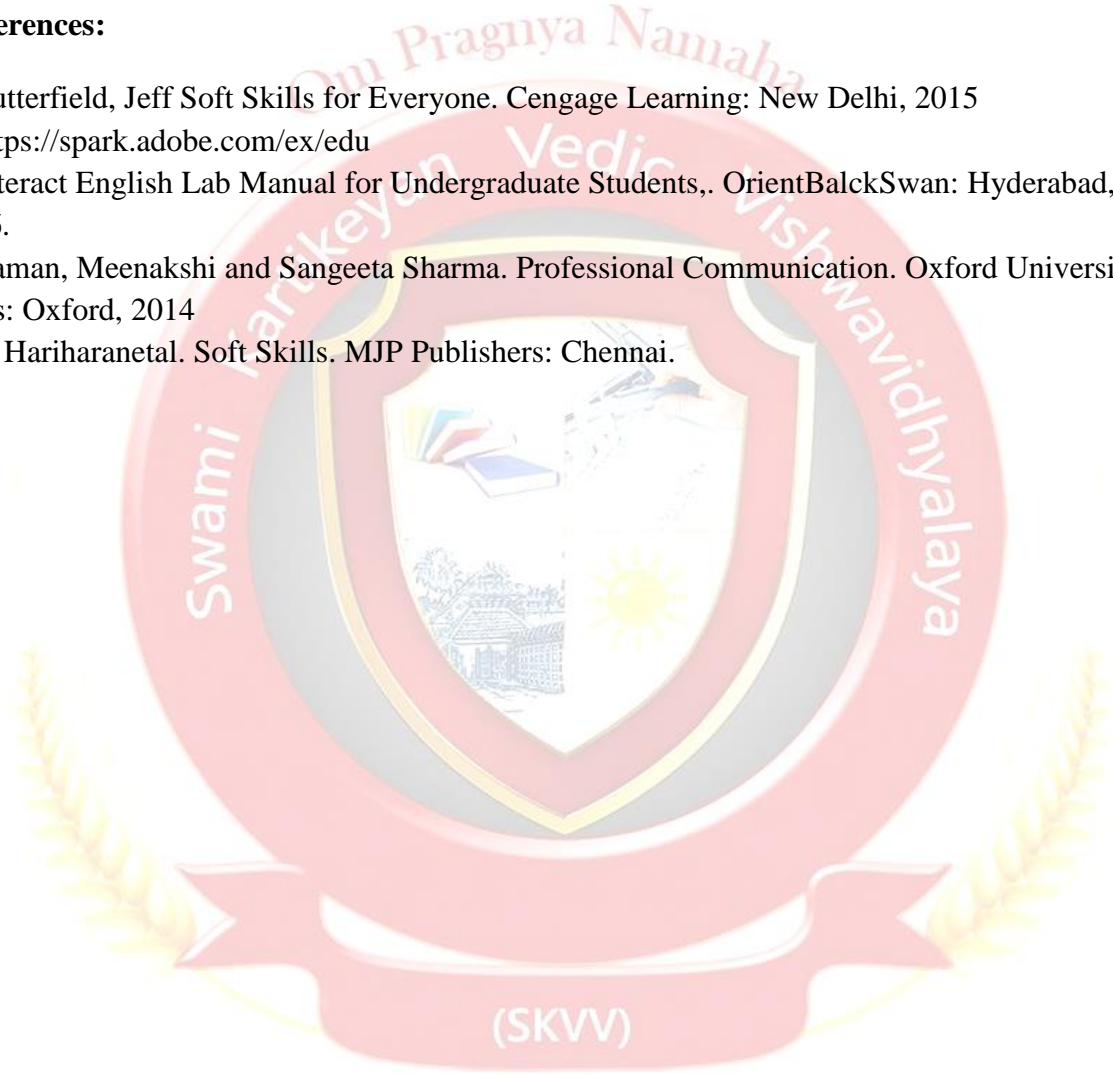 erences:
Om Pragnya Namaha
utterfield, Jeff Soft Skills for Everyone. Cengage Learning: New Delhi, 2015
tps://spark.adobe.com/ex/edu
teract English Lab Manual for Undergraduate Students,. OrientBalckSwan: Hyderabad,
.
aman, Meenakshi and Sangeeta Sharma. Professional Communication. Oxford Universi
s: Oxford, 2014
Hariharanetal. Soft Skills. MJP Publishers: Chennai.
Swami Kartikeyan Vedic Vishwavidhyalaya
(SKVV)